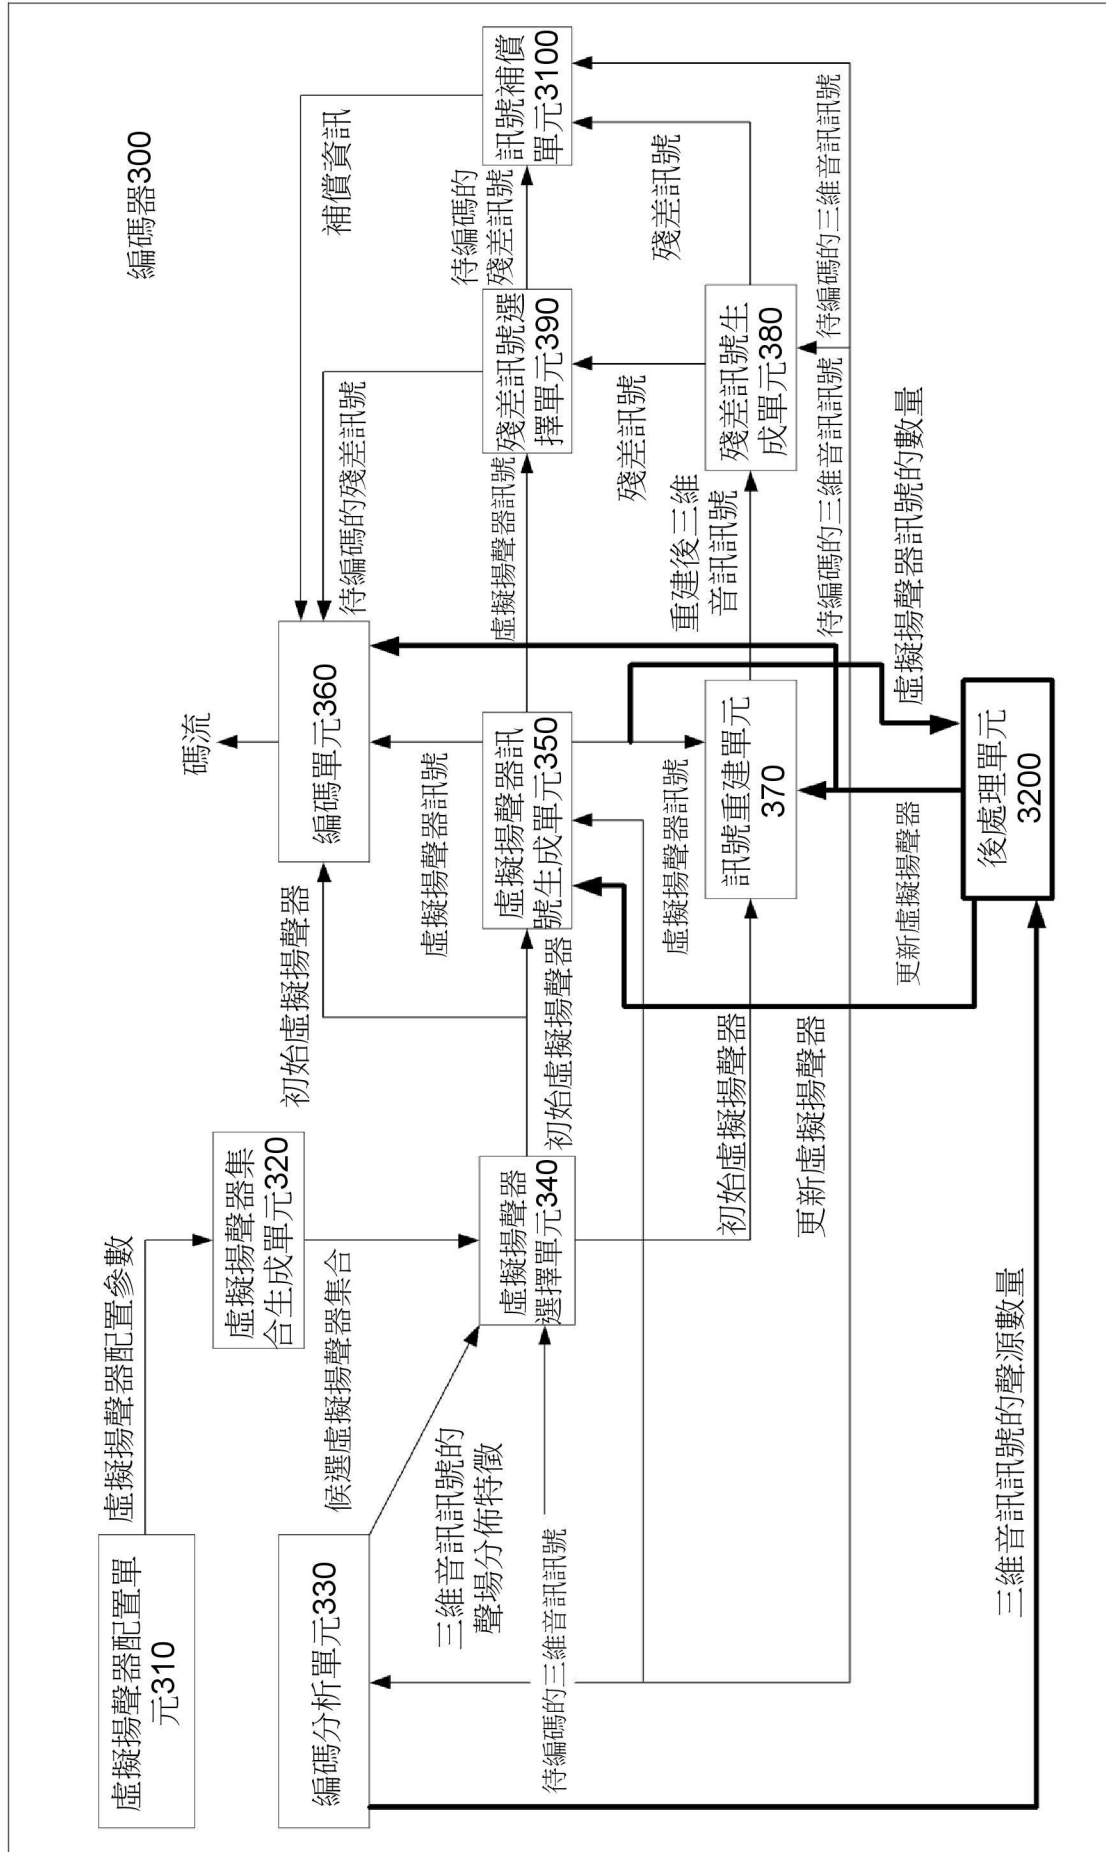 編碼器300
虛擬揚聲器配置單
元310
虛擬揚聲器配置參數
虛擬揚聲器集
合生成單元320
碼流
補償資訊
編碼分析單元330
候選虛擬揚聲器集合
初始虛擬揚聲器
編碼單元360
待編碼的殘差訊號
三維音訊訊號的
聲場分佈特徵
虛擬揚聲器訊號
待編碼的
殘差訊號
虛擬揚聲器
選擇單元340
初始虛擬揚聲器
虛擬揚聲器訊
號生成單元350
虛擬揚聲器訊號
殘差訊號選
擇單元390
訊號補償
單元3100
待編碼的三維音訊訊號
虛擬揚聲器訊號
殘差訊號
殘差訊號
初始虛擬揚聲器
訊號重建單元
370
重建後三維
音訊訊號
殘差訊號生
成單元380
更新虛擬揚聲器
待編碼的三維音訊訊號
待編碼的三維音訊訊號
更新虛擬揚聲器
虛擬揚聲器訊號的數量
三維音訊訊號的聲源數量
後處理單元
3200